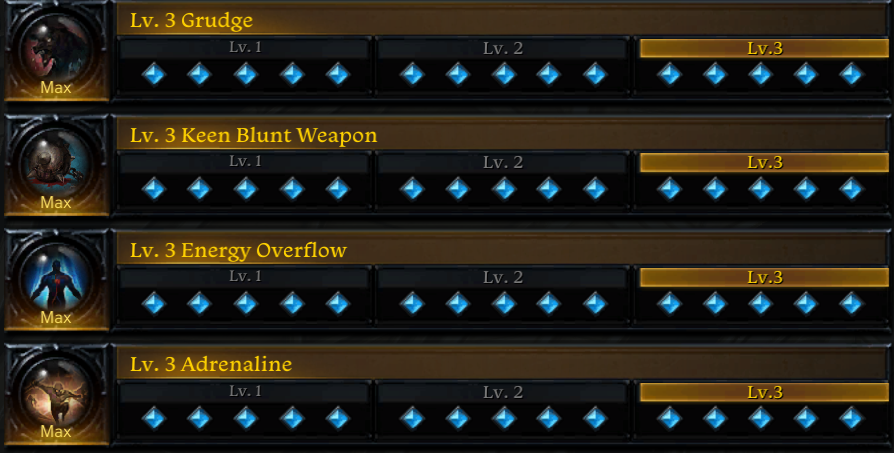 Lv. 3 Grudge
Lv. 1 Lv. 2 Lv.3
Max
Lv. 3 Keen Blunt Weapon
Lv. 1 Lv. 2 Lv.3
Max
Lv. 3 Energy Overflow
Lv. 1 Lv. 2 Lv.3
Max
Lv. 3 Adrenaline
Lv. 1 Lv. 2 Lv.3
Max